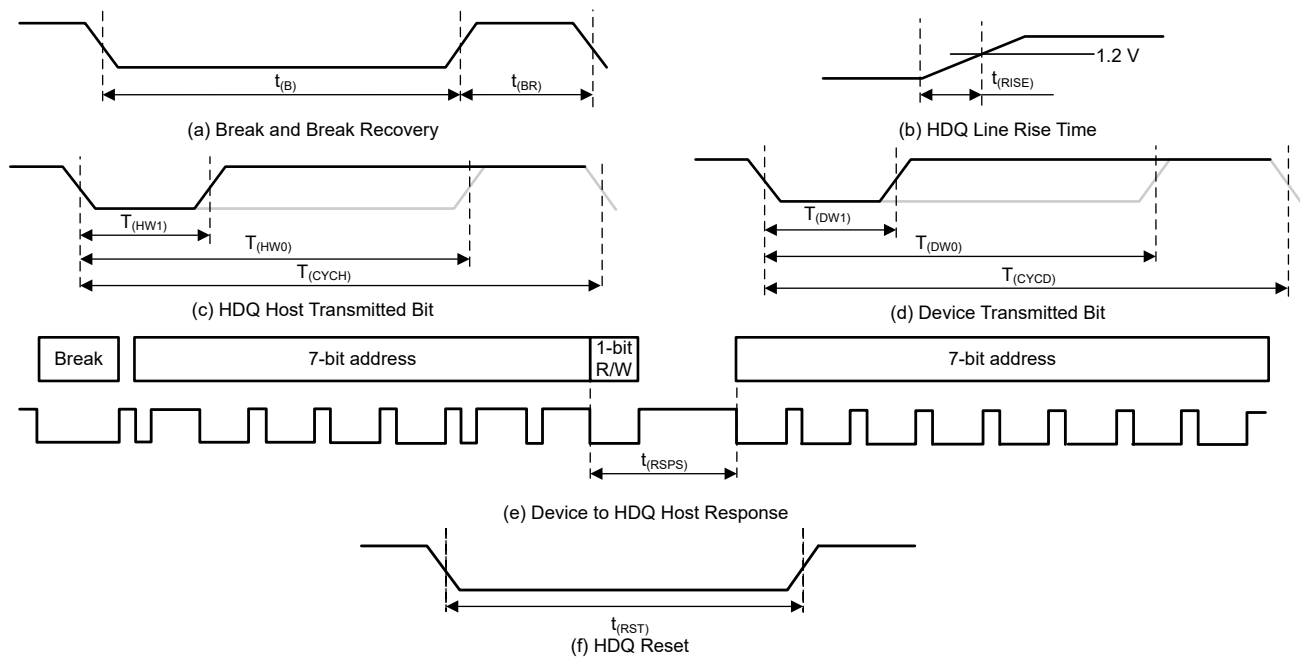 t(B)
t(BR)
(a) Break and Break Recovery
1.2 V
t(RISE)
(b) HDQ Line Rise Time
T(HW1)
T(HW0)
T(CYCH)
(c) HDQ Host Transmitted Bit
T(DW1)
T(DW0)
T(CYCD)
(d) Device Transmitted Bit
Break
7-bit address
1-bit
R/W
7-bit address
t(RSPS)
(e) Device to HDQ Host Response
t(RST)
(f) HDQ Reset